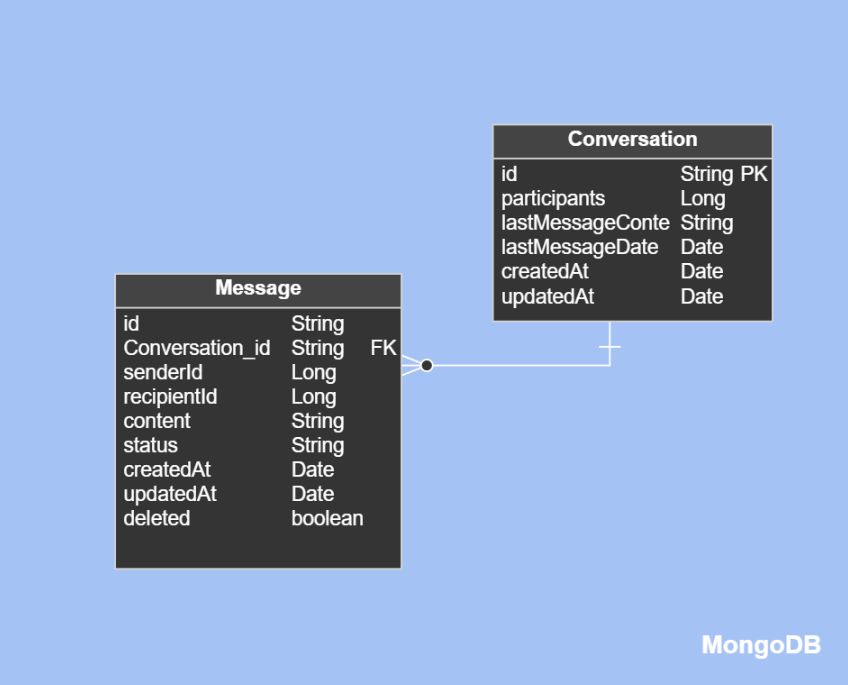 Conversation
id String PK
participants Long
lastMessageConte String
lastMessageDate Date
createdAt Date
updatedAt Date
Message
id String
Conversation_id String FK
senderId Long
recipientId Long
content String
status String
createdAt Date
updatedAt Date
deleted boolean
MongoDB